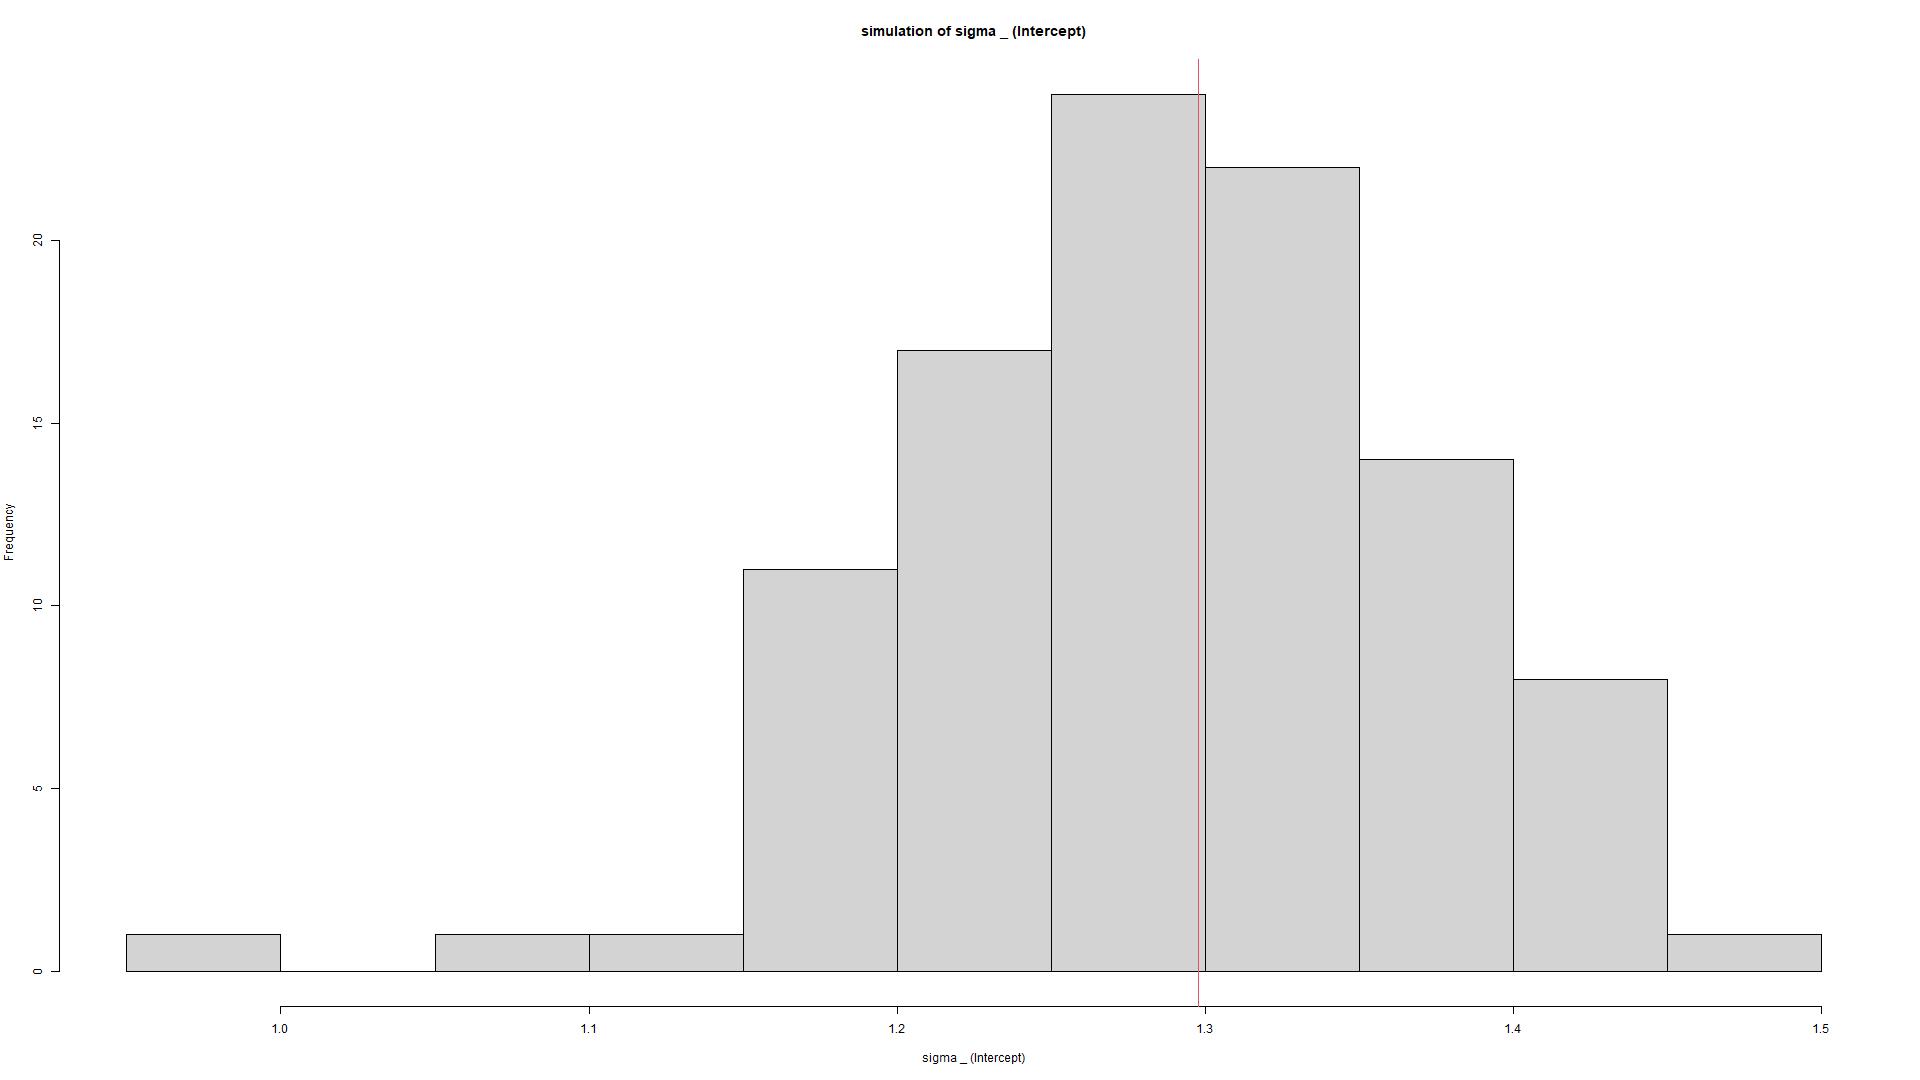 simulation of sigma _ (Intercept)
Frequency
20
15
10
5
0
1.0 1.1 1.2 1.3 1.4 1.5
sigma _ (Intercept)